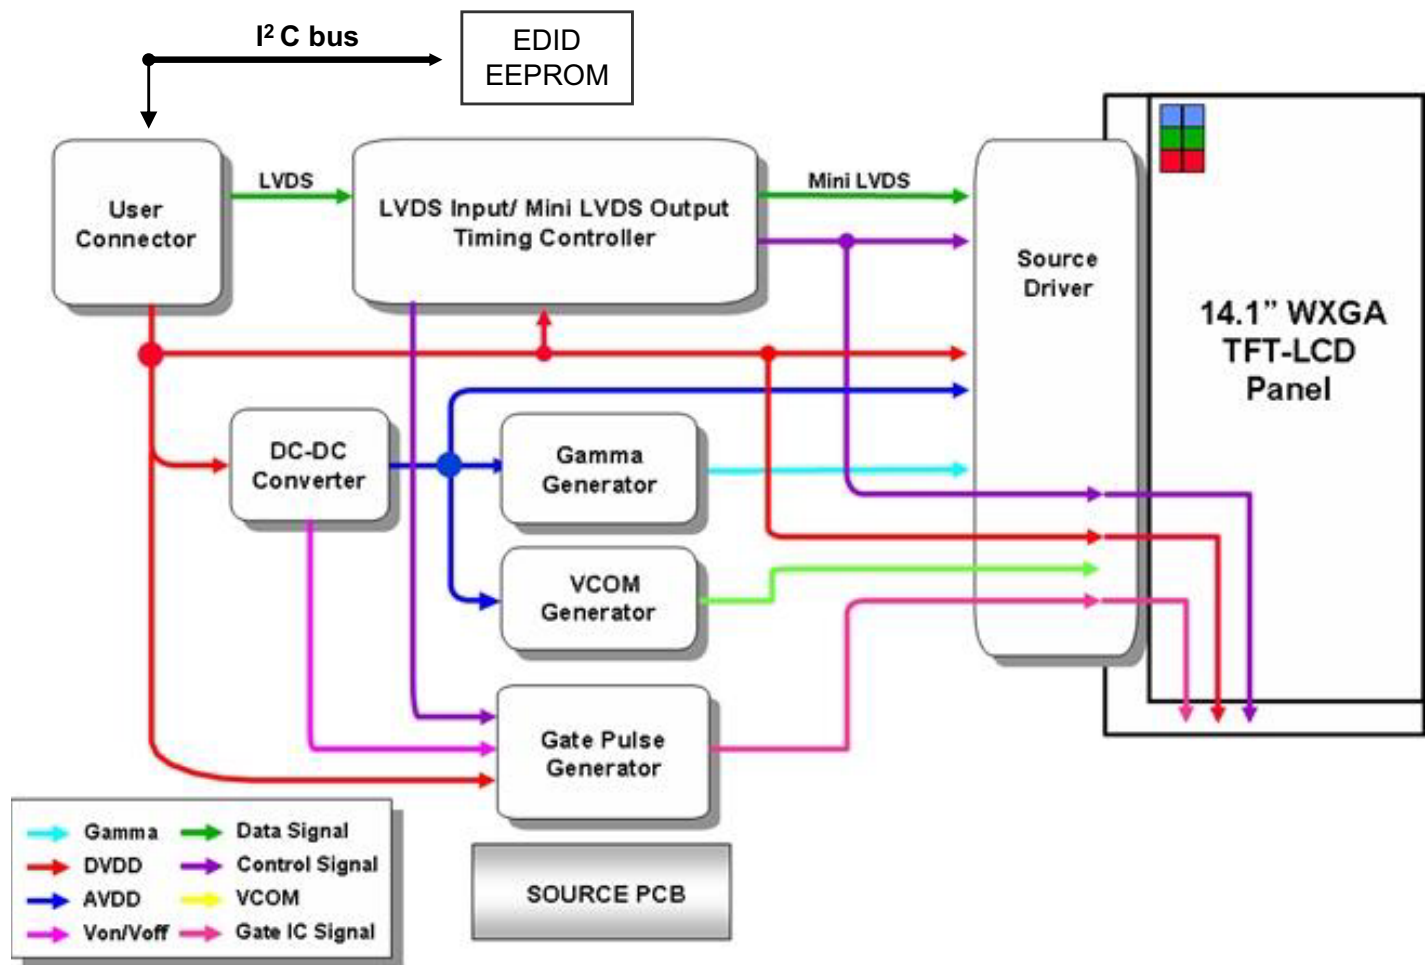 I² C bus
EDID
EEPROM
User
Connector
LVDS
LVDS Input/ Mini LVDS Output
Timing Controller
Mini LVDS
Source
Driver
14.1” WXGA
TFT-LCD
Panel
DC-DC
Converter
Gamma
Generator
VCOM
Generator
Gate Pulse
Generator
Gamma
DVDD
AVDD
Von/Voff
Data Signal
Control Signal
VCOM
Gate IC Signal
SOURCE PCB